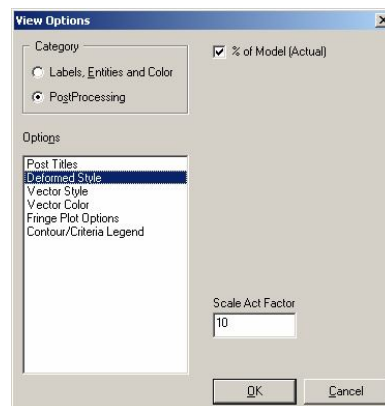 View Options
Category
Labels, Entities and Color
PostProcessing
% of Model (Actual)
Options
Post Titles
Deformed Style
Vector Style
Vector Color
Fringe Plot Options
Contour/Criteria Legend
Scale Act Factor
10
OK
Cancel